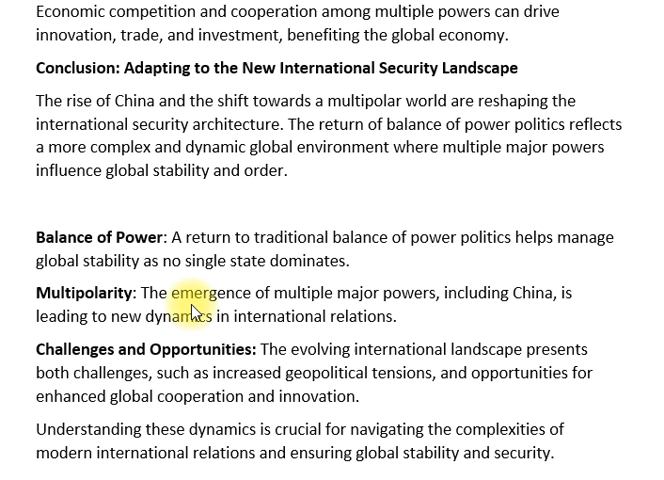 Economic competition and cooperation among multiple powers can drive
innovation, trade, and investment, benefiting the global economy.
Conclusion: Adapting to the New International Security Landscape
The rise of China and the shift towards a multipolar world are reshaping the
international security architecture. The return of balance of power politics reflects
a more complex and dynamic global environment where multiple major powers
influence global stability and order.
Balance of Power: A return to traditional balance of power politics helps manage
global stability as no single state dominates.
Multipolarity: The emergence of multiple major powers, including China, is
leading to new dynamics in international relations.
Challenges and Opportunities: The evolving international landscape presents
both challenges, such as increased geopolitical tensions, and opportunities for
enhanced global cooperation and innovation.
Understanding these dynamics is crucial for navigating the complexities of
modern international relations and ensuring global stability and security.